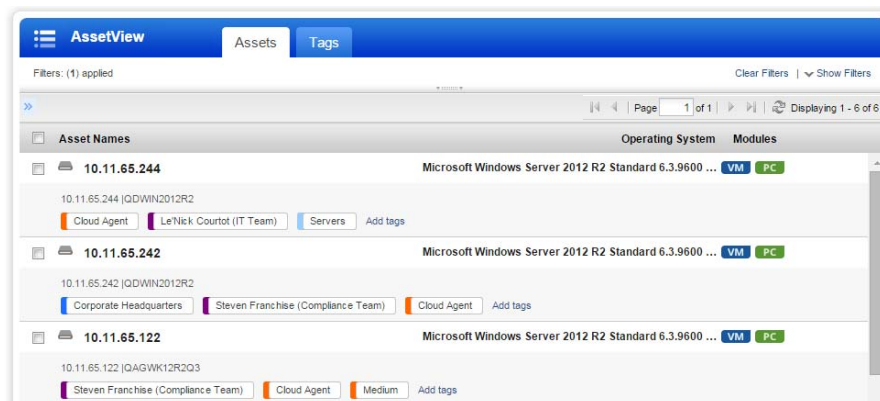 AssetView Assets Tags
Filters: (1) applied Clear Filters | Show Filters
Page 1 of 1 | Displaying 1 - 6 of 6
Asset Names Operating System Modules
10.11.65.244 Microsoft Windows Server 2012 R2 Standard 6.3.9600 ... VM PC
10.11.65.244 |QDWIN2012R2
Cloud Agent Le'Nick Courtot (IT Team) Servers Add tags
10.11.65.242 Microsoft Windows Server 2012 R2 Standard 6.3.9600 ... VM PC
10.11.65.242 |QDWIN2012R2
Corporate Headquarters Steven Franchise (Compliance Team) Cloud Agent Add tags
10.11.65.122 Microsoft Windows Server 2012 R2 Standard 6.3.9600 ... VM PC
10.11.65.122 |QAGWK12R2Q3
Steven Franchise (Compliance Team) Cloud Agent Medium Add tags